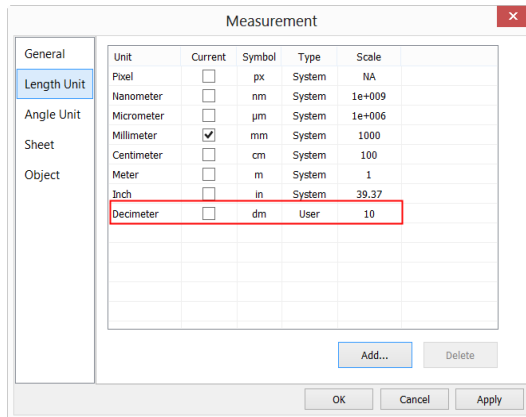 Measurement
General
Length Unit
Angle Unit
Sheet
Object
Unit Current Symbol Type Scale
Pixel px System NA
Nanometer nm System 1e+009
Micrometer µm System 1e+006
Millimeter mm System 1000
Centimeter cm System 100
Meter m System 1
Inch in System 39.37
Decimeter dm User 10
Add... Delete
OK Cancel Apply